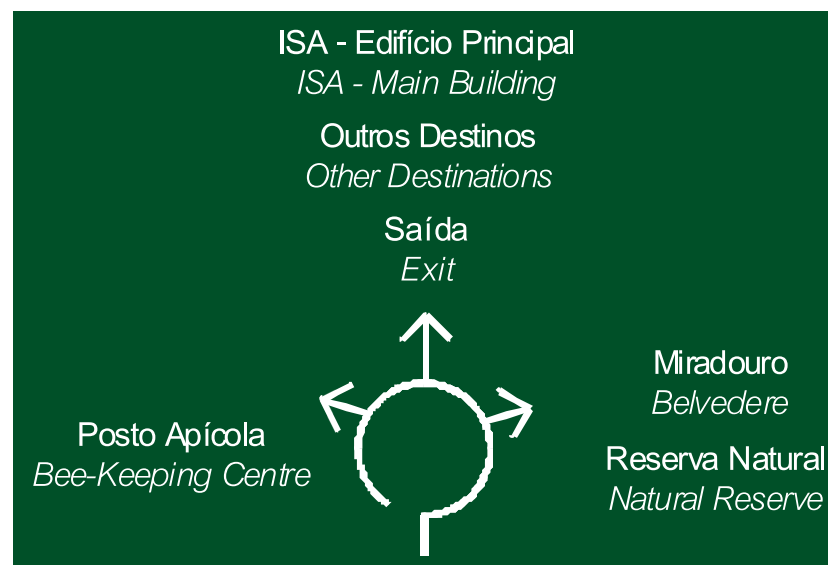 ISA - Edifício Principal
ISA - Main Building
Outros Destinos
Other Destinations
Saída
Exit
Miradouro
Belvedere
Posto Apícola
Bee-Keeping Centre
Reserva Natural
Natural Reserve